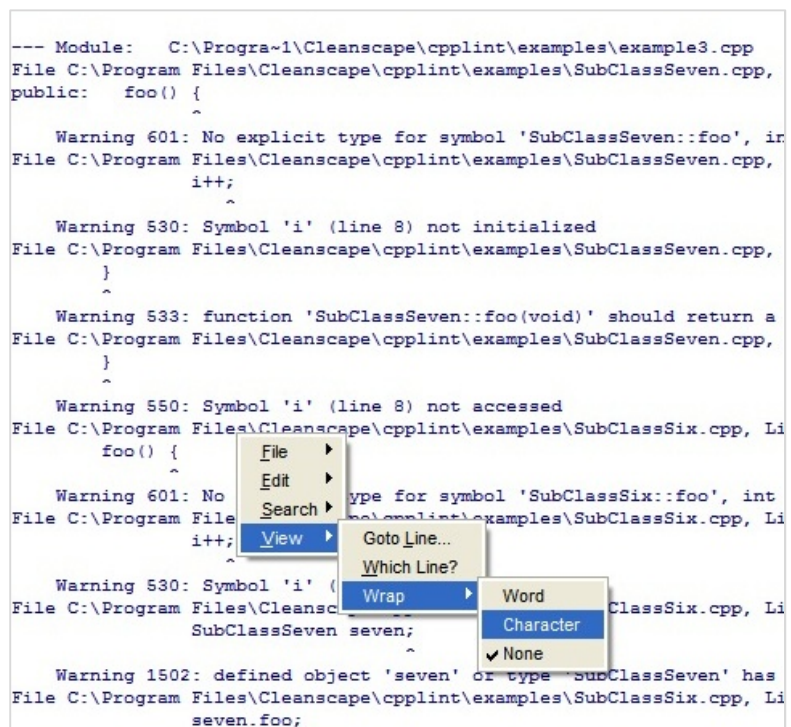 --- Module:   C:\Progra~1\Cleanscape\cpplint\examples\example3.cpp
File C:\Program Files\Cleanscape\cpplint\examples\SubClassSeven.cpp,
public:   foo() {
^
Warning 601: No explicit type for symbol 'SubClassSeven::foo', in
File C:\Program Files\Cleanscape\cpplint\examples\SubClassSeven.cpp,
i++;
^
Warning 530: Symbol 'i' (line 8) not initialized
File C:\Program Files\Cleanscape\cpplint\examples\SubClassSeven.cpp,
}
^
Warning 533: function 'SubClassSeven::foo(void)' should return a
File C:\Program Files\Cleanscape\cpplint\examples\SubClassSeven.cpp,
}
^
Warning 550: Symbol 'i' (line 8) not accessed
File C:\Program Files\Cleanscape\cpplint\examples\SubClassSix.cpp, Li
foo() {
^
Warning 601: No ype for symbol 'SubClassSix::foo', int
File C:\Program File \examples\SubClassSix.cpp, Li
i++;
^
Warning 530: Symbol 'i' (
File C:\Program Files\Cleansc ClassSix.cpp, Li
SubClassSeven seven;
^
Warning 1502: defined object 'seven' of type 'SubClassSeven' has
File C:\Program Files\Cleanscape\cpplint\examples\SubClassSix.cpp, Li
seven.foo;
File
Edit
Search
View
Goto Line...
Which Line?
Wrap
Word
Character
None